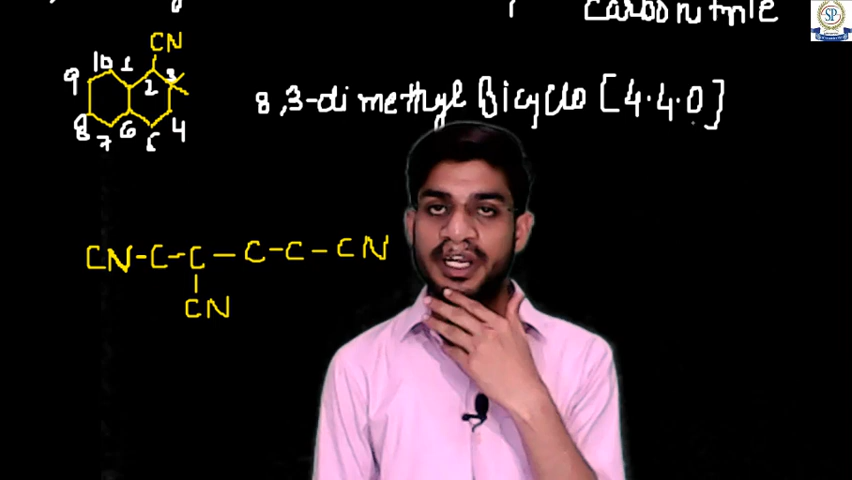 carbonitrile
SP
CN
10 1
9 2 3
8,3-dimethyl Bicyclo [4.4.0]
8 7 6 5 4
CN-C-C-C-C-CN
CN